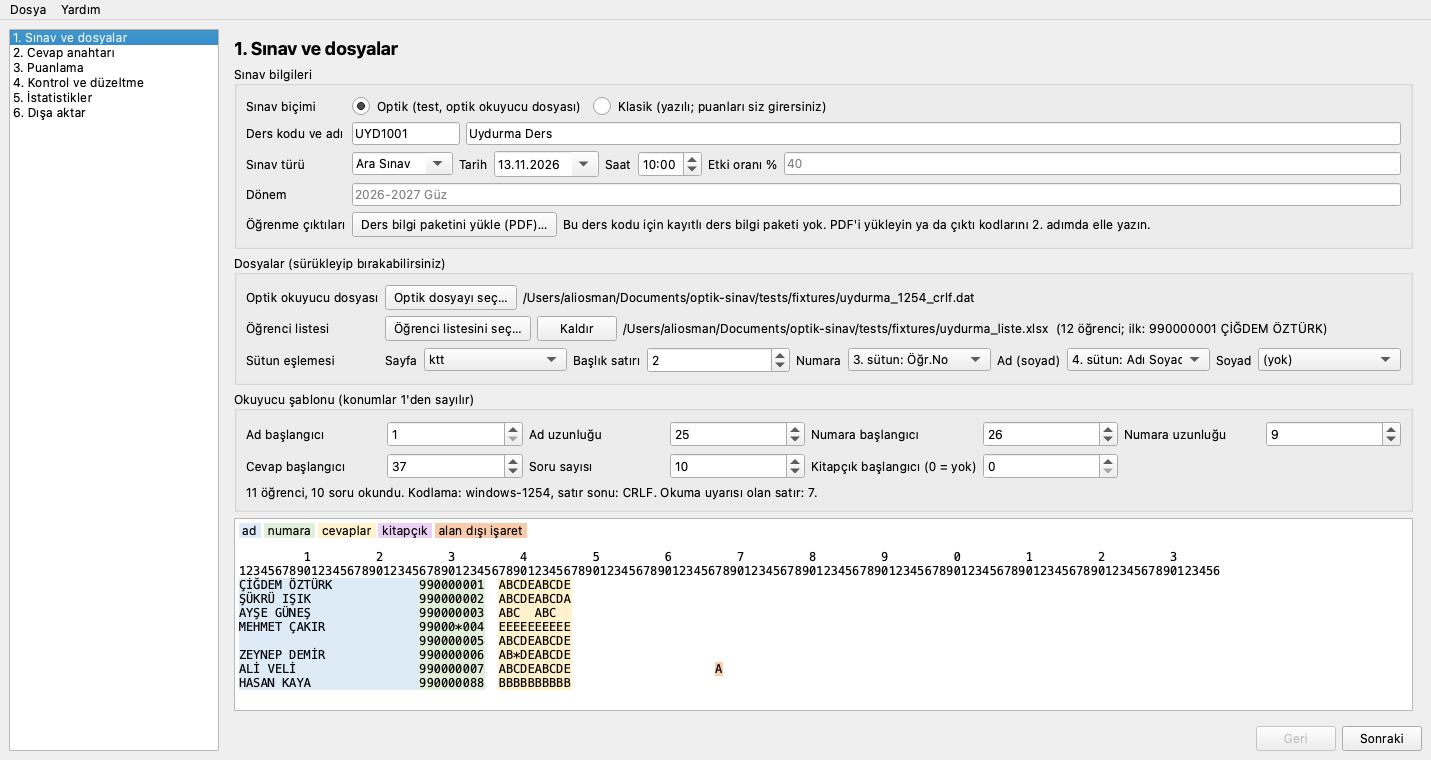 Dosya Yardım
1. Sınav ve dosyalar
2. Cevap anahtarı
3. Puanlama
4. Kontrol ve düzeltme
5. İstatistikler
6. Dışa aktar
1. Sınav ve dosyalar
Sınav bilgileri
Sınav biçimi Optik (test, optik okuyucu dosyası) Klasik (yazılı; puanları siz girersiniz)
Ders kodu ve adı UYD1001 Uydurma Ders
Sınav türü Ara Sınav Tarih 13.11.2026 Saat 10:00 Etki oranı % 40
Dönem 2026-2027 Güz
Öğrenme çıktıları Ders bilgi paketini yükle (PDF)... Bu ders kodu için kayıtlı ders bilgi paketi yok. PDF'i yükleyin ya da çıktı kodlarını 2. adımda elle yazın.
Dosyalar (sürükleyip bırakabilirsiniz)
Optik okuyucu dosyası Optik dosyayı seç... /Users/aliosman/Documents/optik-sinav/tests/fixtures/uydurma_1254_crlf.dat
Öğrenci listesi Öğrenci listesini seç... Kaldır /Users/aliosman/Documents/optik-sinav/tests/fixtures/uydurma_liste.xlsx (12 öğrenci; ilk: 990000001 ÇİĞDEM ÖZTÜRK)
Sütun eşlemesi Sayfa ktt Başlık satırı 2 Numara 3. sütun: Öğr.No Ad (soyad) 4. sütun: Adı Soyac Soyad (yok)
Okuyucu şablonu (konumlar 1'den sayılır)
Ad başlangıcı 1 Ad uzunluğu 25 Numara başlangıcı 26 Numara uzunluğu 9
Cevap başlangıcı 37 Soru sayısı 10 Kitapçık başlangıcı (0 = yok) 0
11 öğrenci, 10 soru okundu. Kodlama: windows-1254, satır sonu: CRLF. Okuma uyarısı olan satır: 7.
ad numara cevaplar kitapçık alan dışı işaret
1 2 3 4 5 6 7 8 9 0 1 2 3
1234567890123456789012345678901234567890123456789012345678901234567890123456789012345678901234567890123456789012345678901234567890123456
ÇİĞDEM ÖZTÜRK 990000001 ABCDEABCDE
ŞÜKRÜ IŞIK 990000002 ABCDEABCDA
AYŞE GÜNEŞ 990000003 ABC ABC
MEHMET ÇAKIR 99000*004 EEEEEEEEEE
990000005 ABCDEABCDE
ZEYNEP DEMİR 990000006 AB*DEABCDE
ALİ VELİ 990000007 ABCDEABCDE A
HASAN KAYA 990000088 BBBBBBBBBB
Geri Sonraki